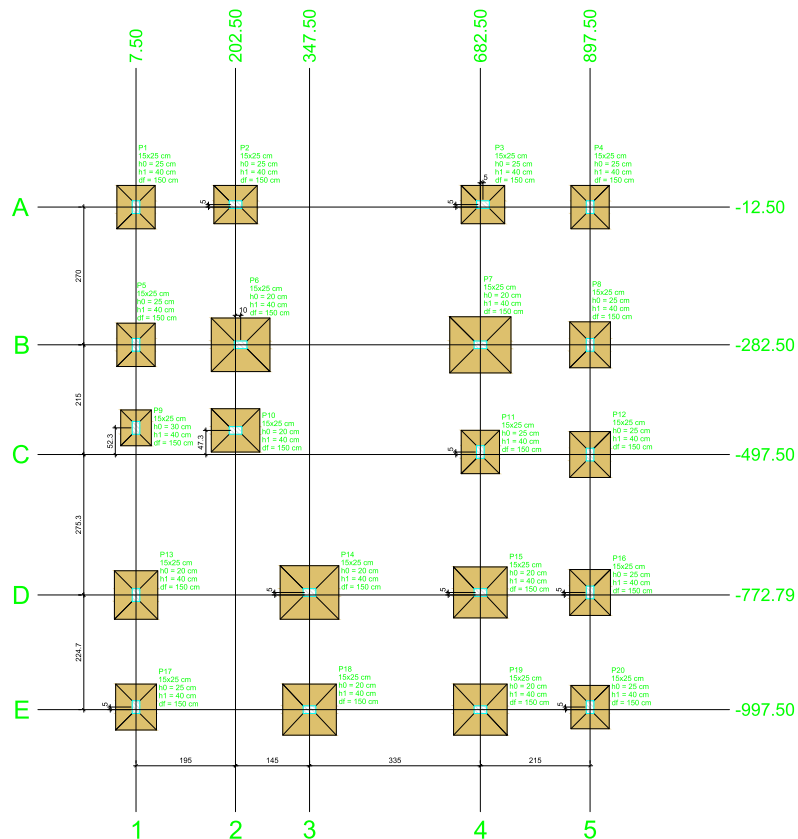 7.50
202.50
347.50
682.50
897.50
P1
15x25 cm
h0 = 25 cm
h1 = 40 cm
df = 150 cm
P2
15x25 cm
h0 = 25 cm
h1 = 40 cm
df = 150 cm
P3
15x25 cm
h0 = 25 cm
h1 = 40 cm
df = 150 cm
P4
15x25 cm
h0 = 25 cm
h1 = 40 cm
df = 150 cm
5
5
5
A
-12.50
270
P5
15x25 cm
h0 = 25 cm
h1 = 40 cm
df = 150 cm
P6
15x25 cm
h0 = 20 cm
h1 = 40 cm
df = 150 cm
P7
15x25 cm
h0 = 20 cm
h1 = 40 cm
df = 150 cm
P8
15x25 cm
h0 = 25 cm
h1 = 40 cm
df = 150 cm
10
B
-282.50
215
P9
15x25 cm
h0 = 30 cm
h1 = 40 cm
df = 150 cm
P10
15x25 cm
h0 = 20 cm
h1 = 40 cm
df = 150 cm
P11
15x25 cm
h0 = 25 cm
h1 = 40 cm
df = 150 cm
P12
15x25 cm
h0 = 25 cm
h1 = 40 cm
df = 150 cm
52.3
47.3
5
C
-497.50
275.3
P13
15x25 cm
h0 = 20 cm
h1 = 40 cm
df = 150 cm
P14
15x25 cm
h0 = 20 cm
h1 = 40 cm
df = 150 cm
P15
15x25 cm
h0 = 20 cm
h1 = 40 cm
df = 150 cm
P16
15x25 cm
h0 = 25 cm
h1 = 40 cm
df = 150 cm
5
5
5
D
-772.79
224.7
P17
15x25 cm
h0 = 25 cm
h1 = 40 cm
df = 150 cm
P18
15x25 cm
h0 = 20 cm
h1 = 40 cm
df = 150 cm
P19
15x25 cm
h0 = 20 cm
h1 = 40 cm
df = 150 cm
P20
15x25 cm
h0 = 25 cm
h1 = 40 cm
df = 150 cm
5
5
E
-997.50
195
145
335
215
1
2
3
4
5